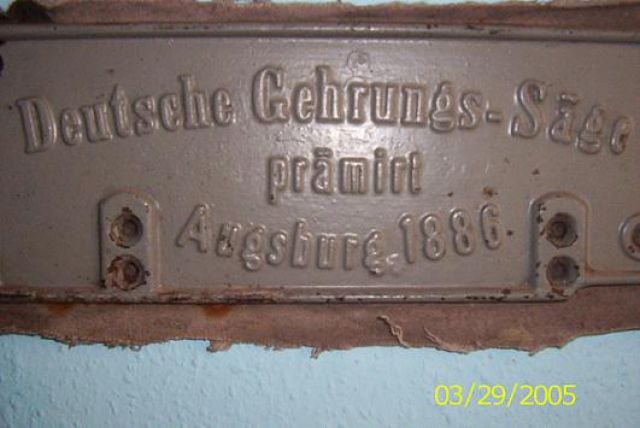 Deutsche Gehrungs-Säge
prämirt
Augsburg, 1886
03/29/2005